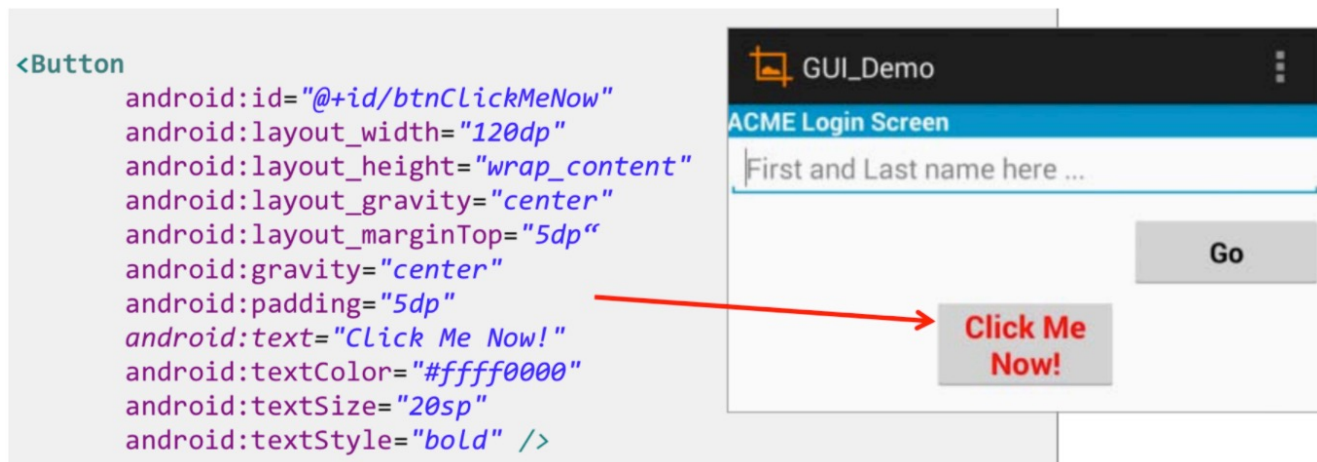 <Button
android:id="@+id/btnClickMeNow"
android:layout_width="120dp"
android:layout_height="wrap_content"
android:layout_gravity="center"
android:layout_marginTop="5dp“
android:gravity="center"
android:padding="5dp"
android:text="Click Me Now!"
android:textColor="#ffff0000"
android:textSize="20sp"
android:textStyle="bold" />
GUI_Demo
ACME Login Screen
First and Last name here ...
Go
Click Me
Now!